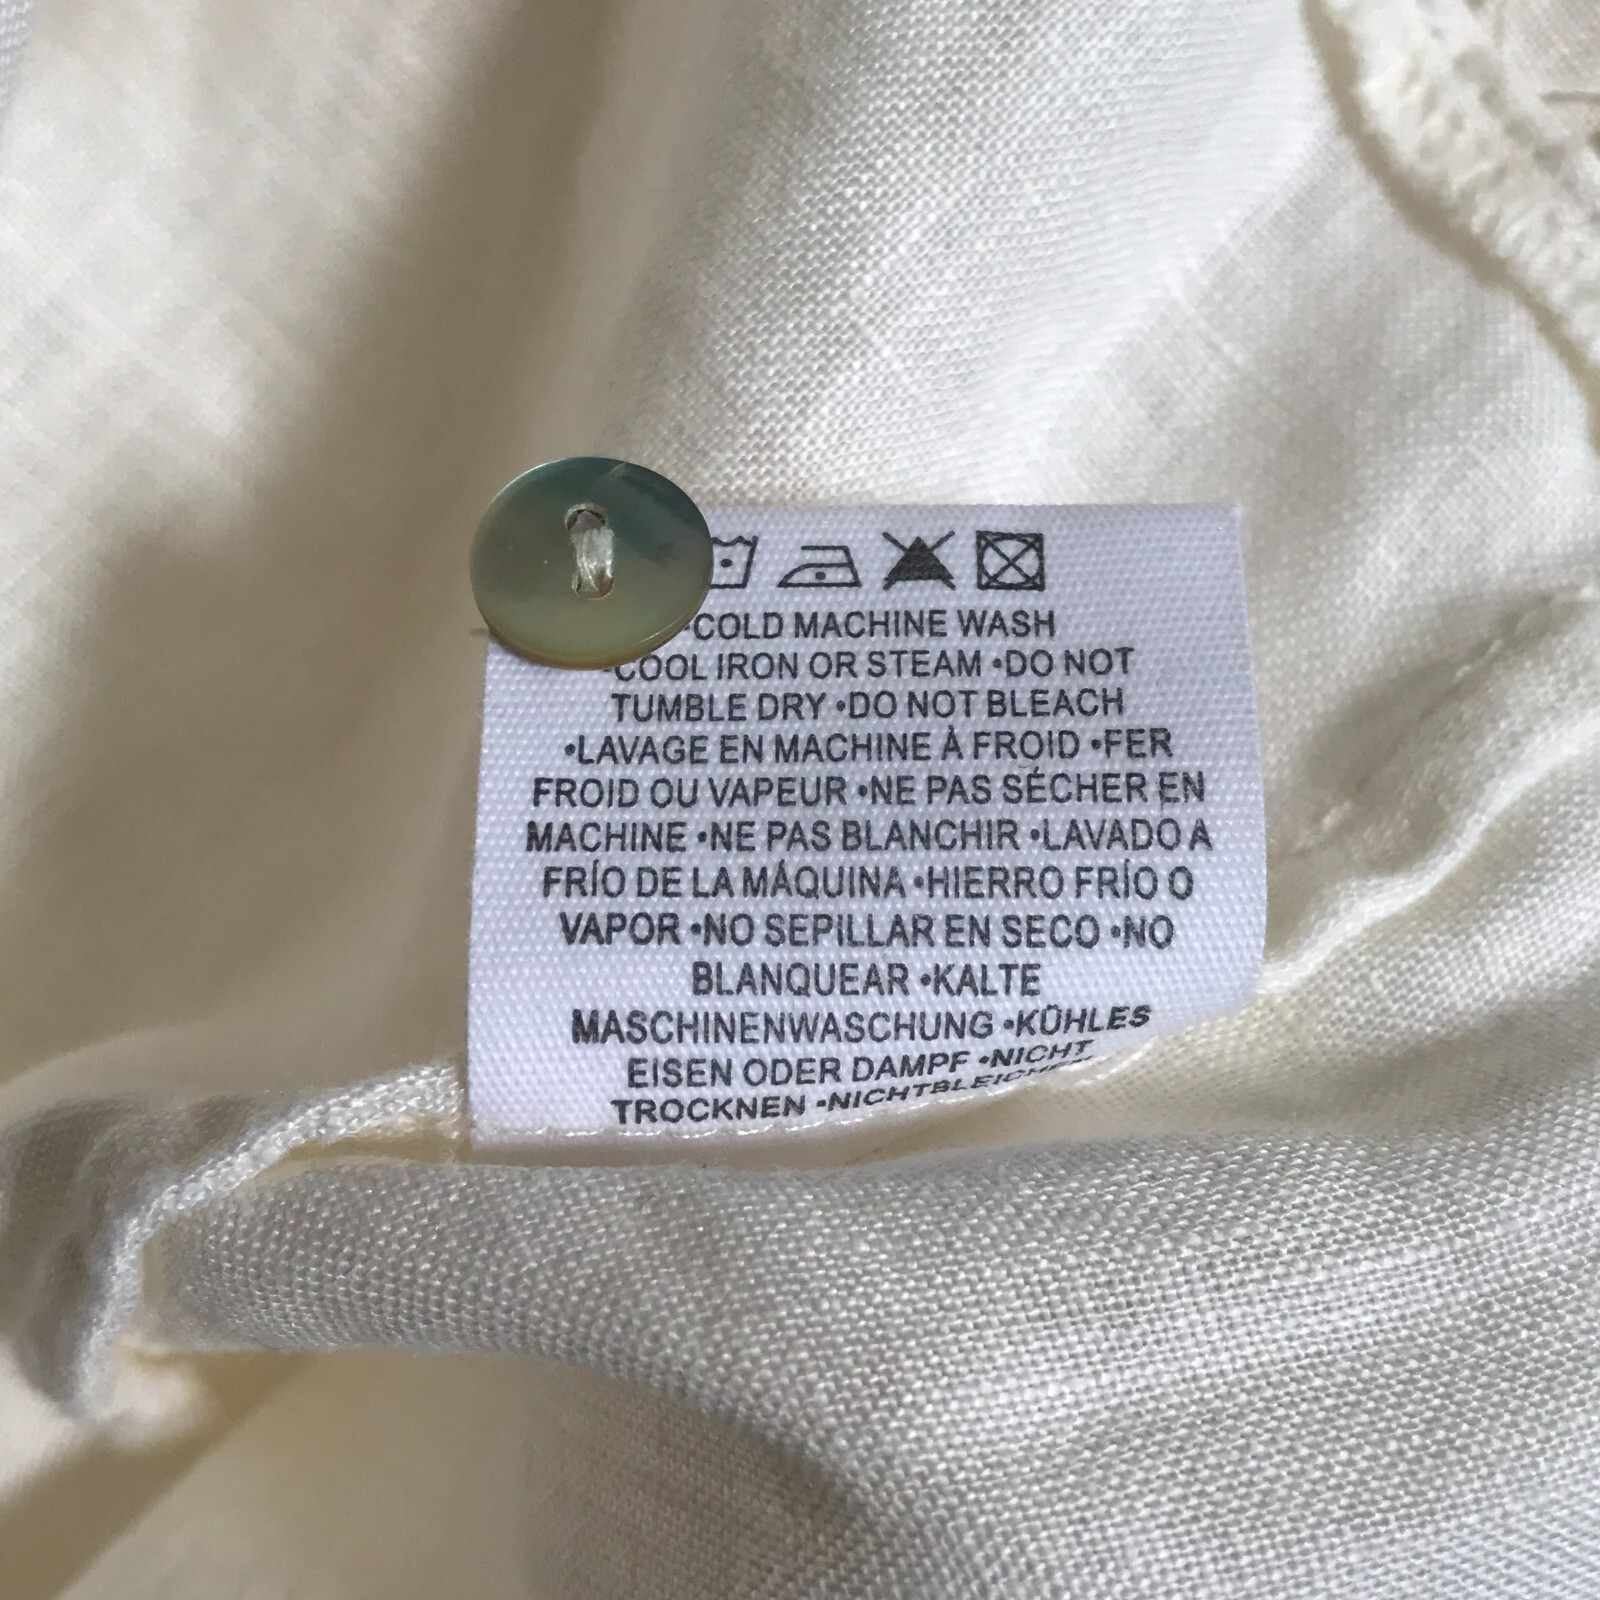 •COLD MACHINE WASH
•COOL IRON OR STEAM •DO NOT
TUMBLE DRY •DO NOT BLEACH
•LAVAGE EN MACHINE À FROID •FER
FROID OU VAPEUR •NE PAS SÉCHER EN
MACHINE •NE PAS BLANCHIR •LAVADO A
FRÍO DE LA MÁQUINA •HIERRO FRÍO O
VAPOR •NO SEPILLAR EN SECO •NO
BLANQUEAR •KALTE
MASCHINENWASCHUNG •KÜHLES
EISEN ODER DAMPF •NICHT
TROCKNEN •NICHTBLEICHEN